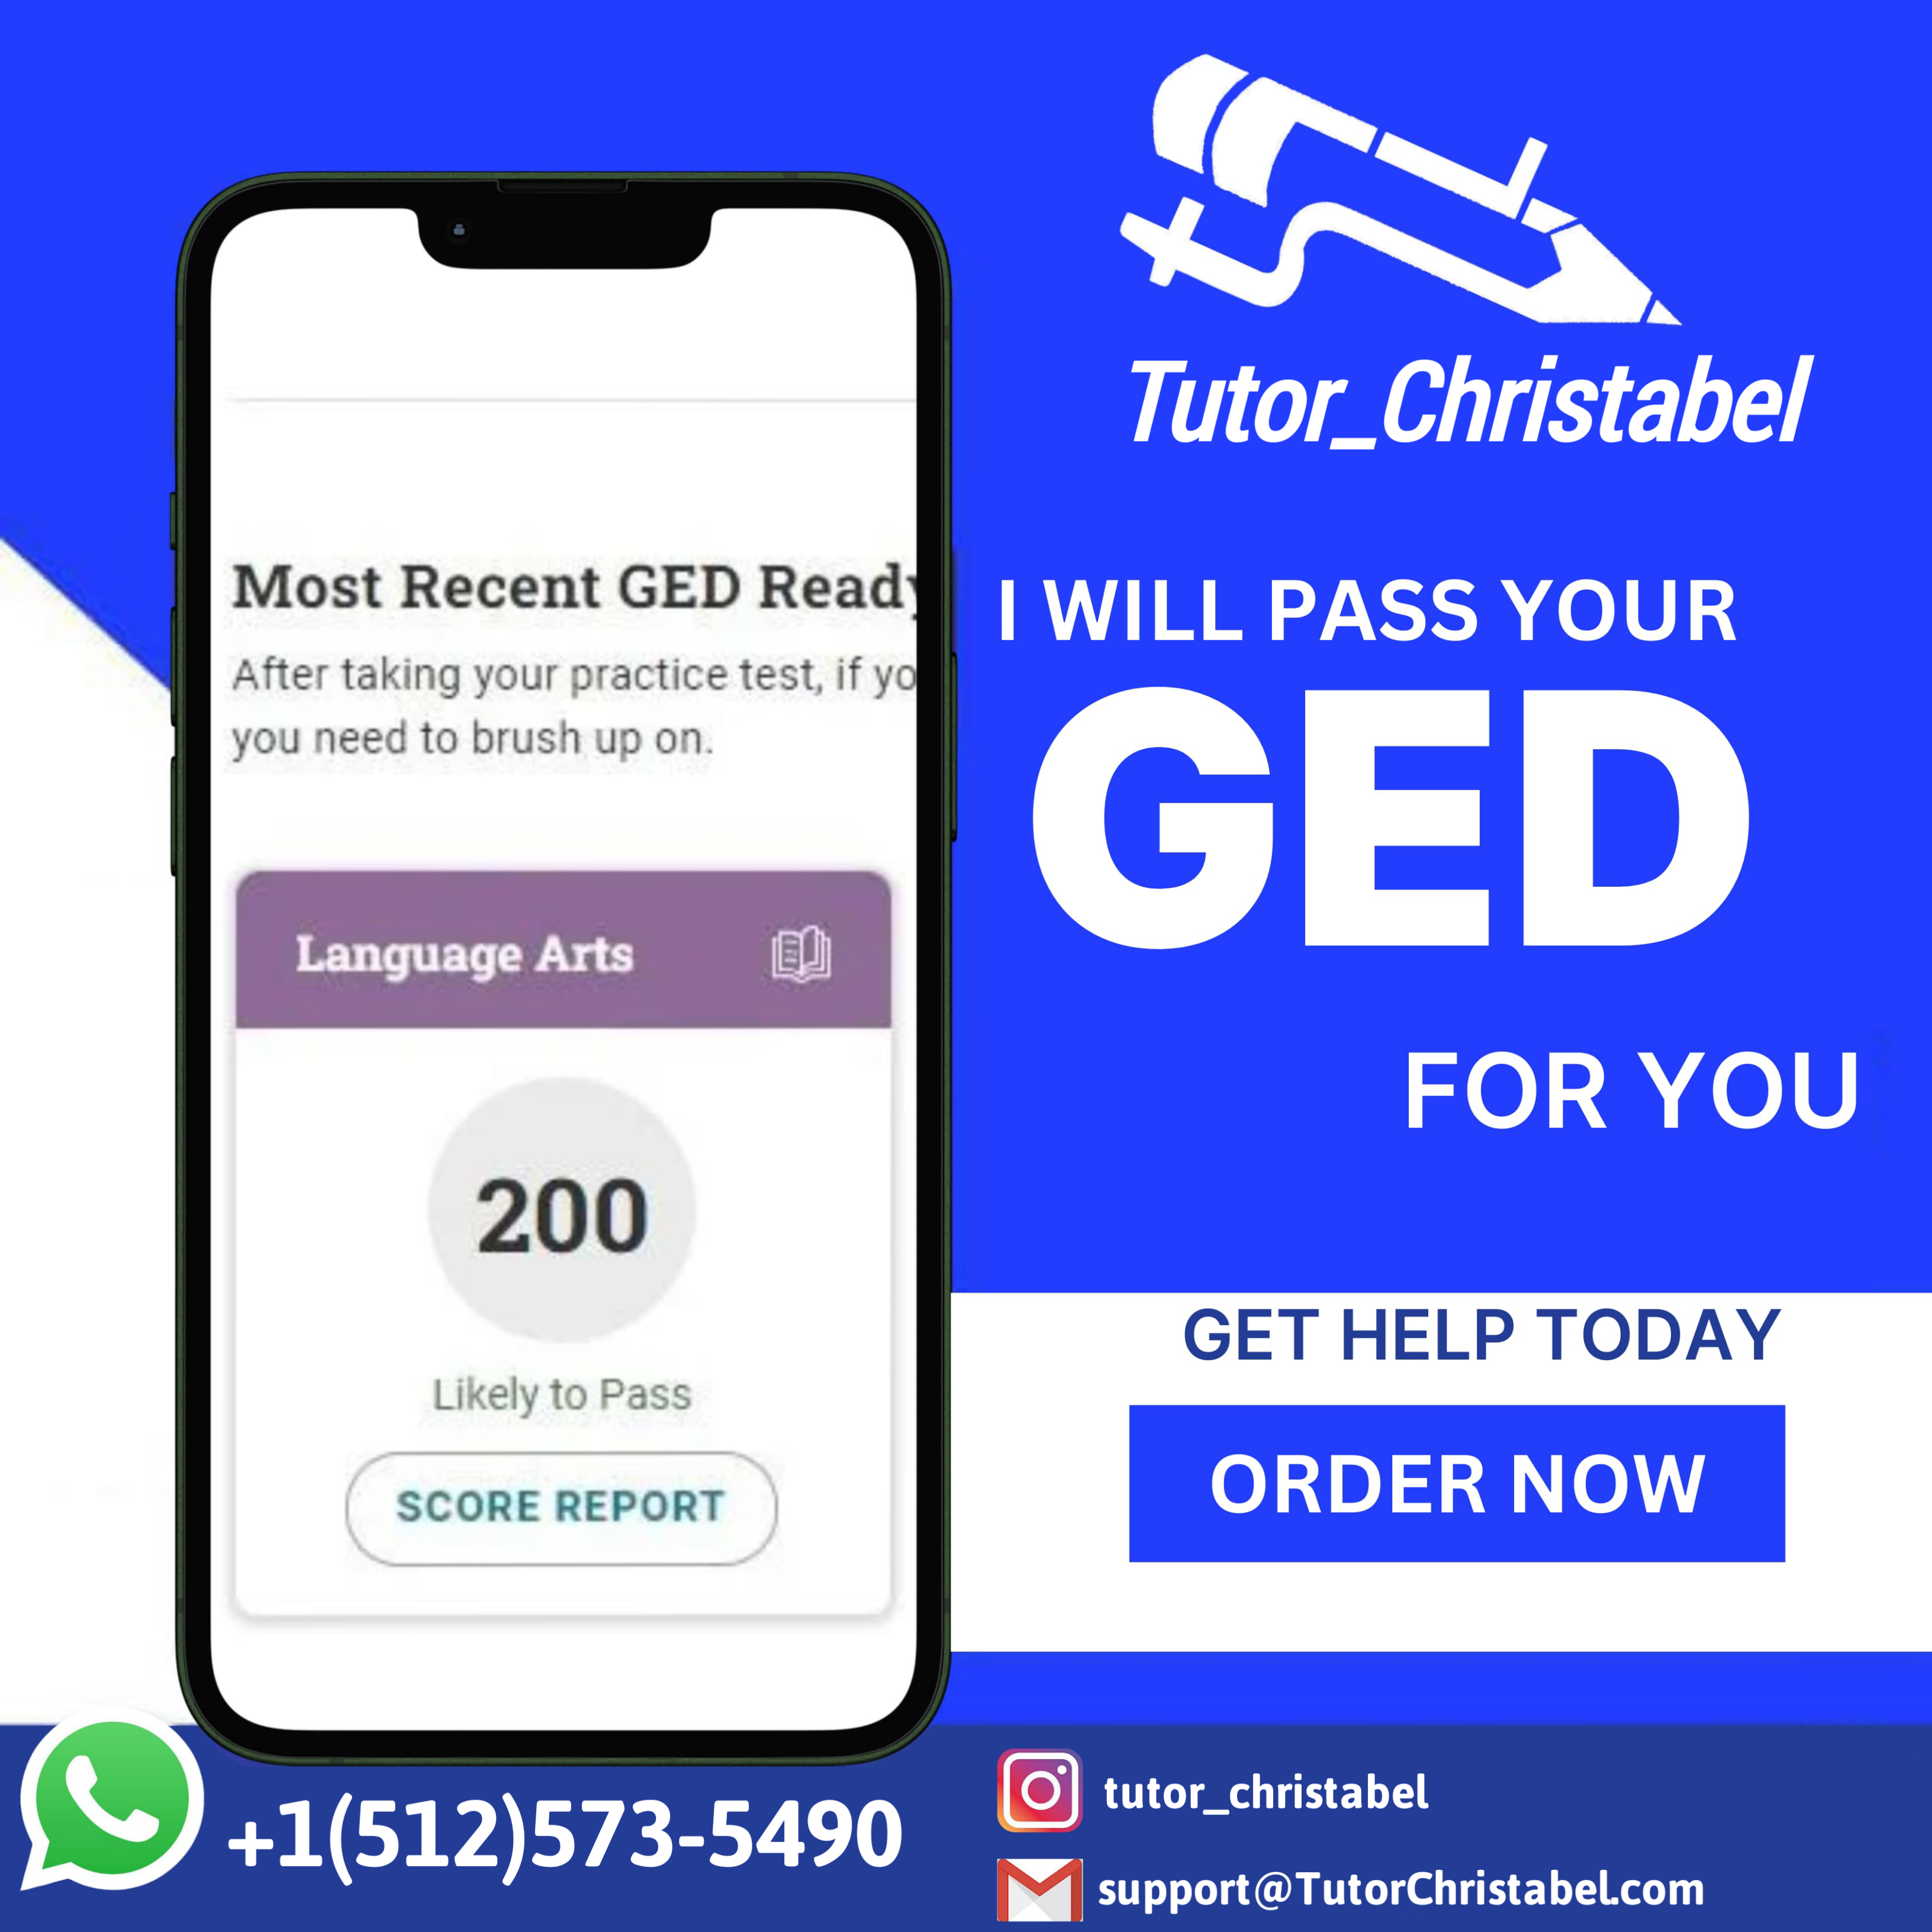 Tutor_Christabel
Most Recent GED Ready
After taking your practice test, if yo
you need to brush up on.
Language Arts
200
Likely to Pass
SCORE REPORT
I WILL PASS YOUR
GED
FOR YOU
GET HELP TODAY
ORDER NOW
+1(512)573-5490
tutor_christabel
support@TutorChristabel.com